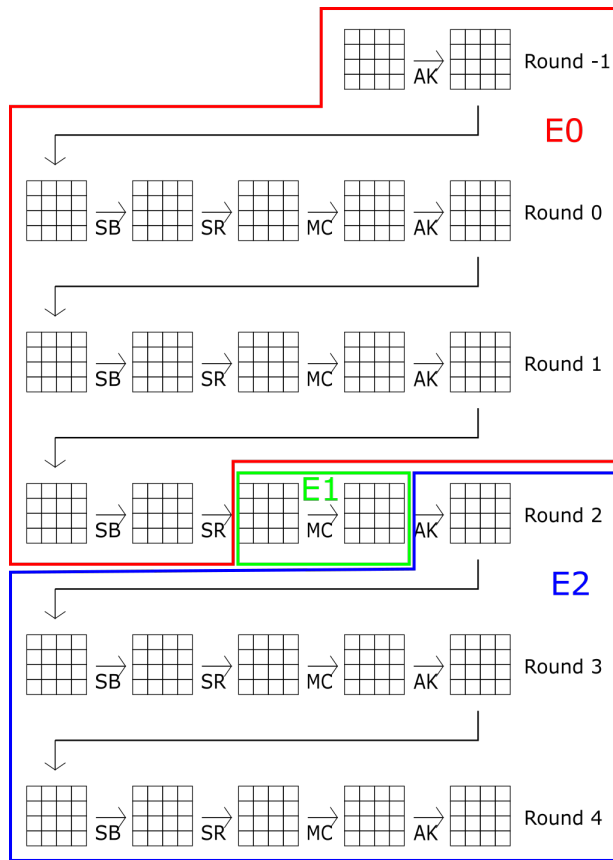 AK Round -1
E0
SB SR MC AK Round 0
SB SR MC AK Round 1
E1
SB SR MC AK Round 2
E2
SB SR MC AK Round 3
SB SR MC AK Round 4